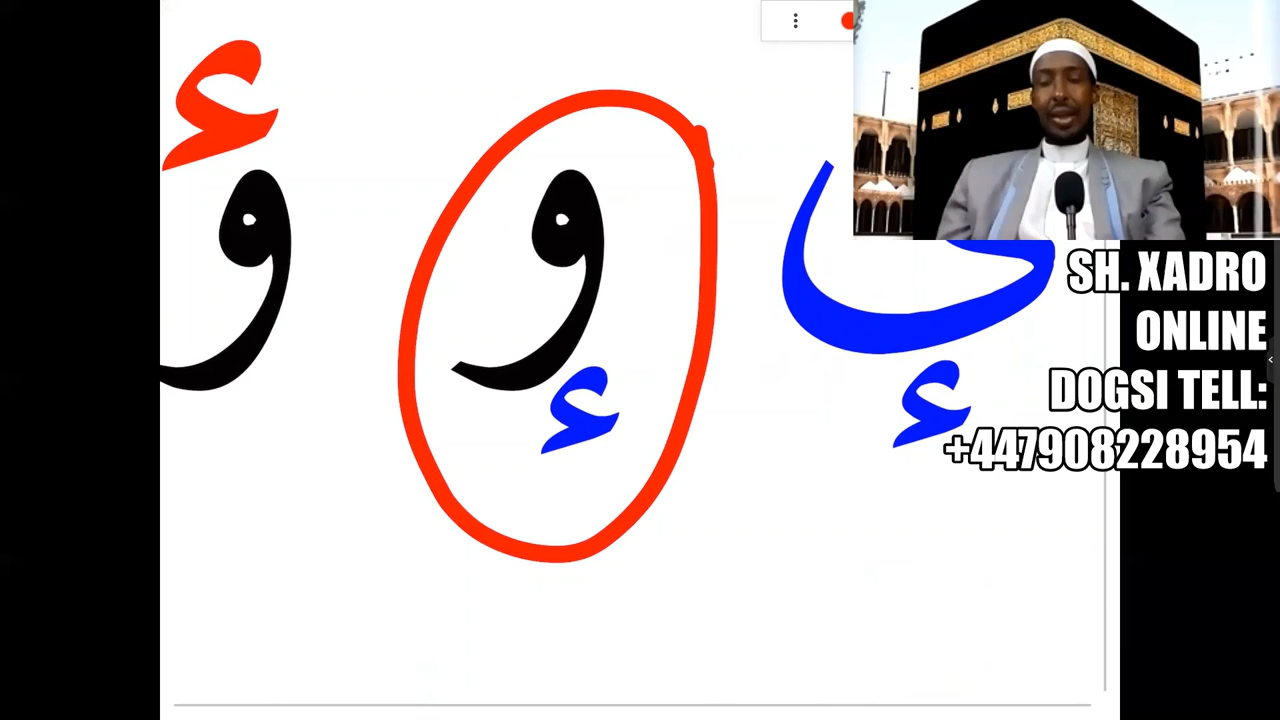 ىٕ وٕ ؤ
SH. XADRO
ONLINE
DOGSI TELL:
+447908228954